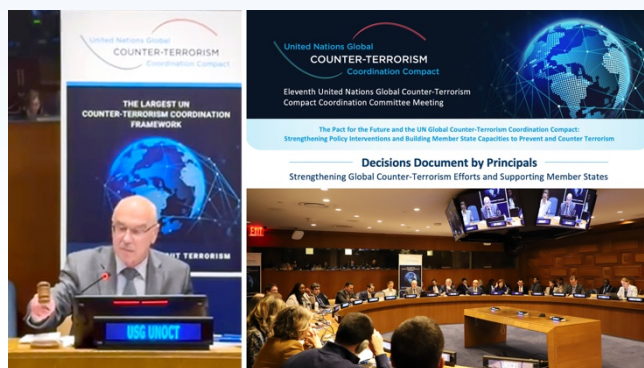 United Nations Global
COUNTER-TERRORISM
Coordination Compact
THE LARGEST UN
COUNTER-TERRORISM COORDINATION
FRAMEWORK
TERRORISM
USG UNOCT
United Nations Global
COUNTER-TERRORISM
Coordination Compact
Eleventh United Nations Global Counter-Terrorism
Compact Coordination Committee Meeting
The Pact for the Future and the UN Global Counter-Terrorism Coordination Compact:
Strengthening Policy Interventions and Building Member State Capacities to Prevent and Counter Terrorism
Decisions Document by Principals
Strengthening Global Counter-Terrorism Efforts and Supporting Member States
EXIT